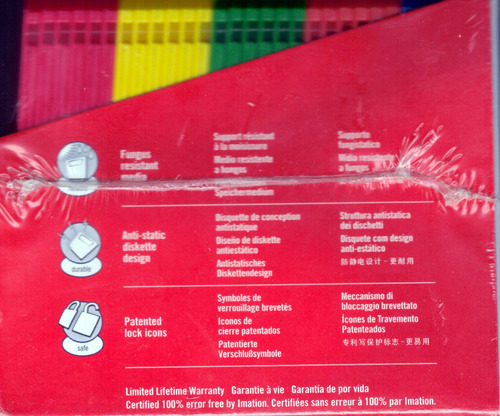 Fungus
resistant
media
Support résistant
à la moisissure
Medio resistente
a hongos
Speichermedium
Supporto
fungistatico
Mídia resistente
a fungos
durable
Anti-static
diskette
design
Disquette de conception
antistatique
Diseño de diskette
antiestático
Antistatisches
Diskettendesign
Struttura antistatica
dei dischetti
Disquete com design
anti-estático
防静电设计 - 更耐用
safe
Patented
lock icons
Symboles de
verrouillage brevetés
Iconos de
cierre patentados
Patentierte
Verschlußsymbole
Meccanismo di
bloccaggio brevettato
Ícones de Travemento
Patenteados
专利写保护标志 - 更易用
Limited Lifetime Warranty Garantie à vie Garantía de por vida
Certified 100% error free by Imation. Certifiées sans erreur à 100% par Imation.